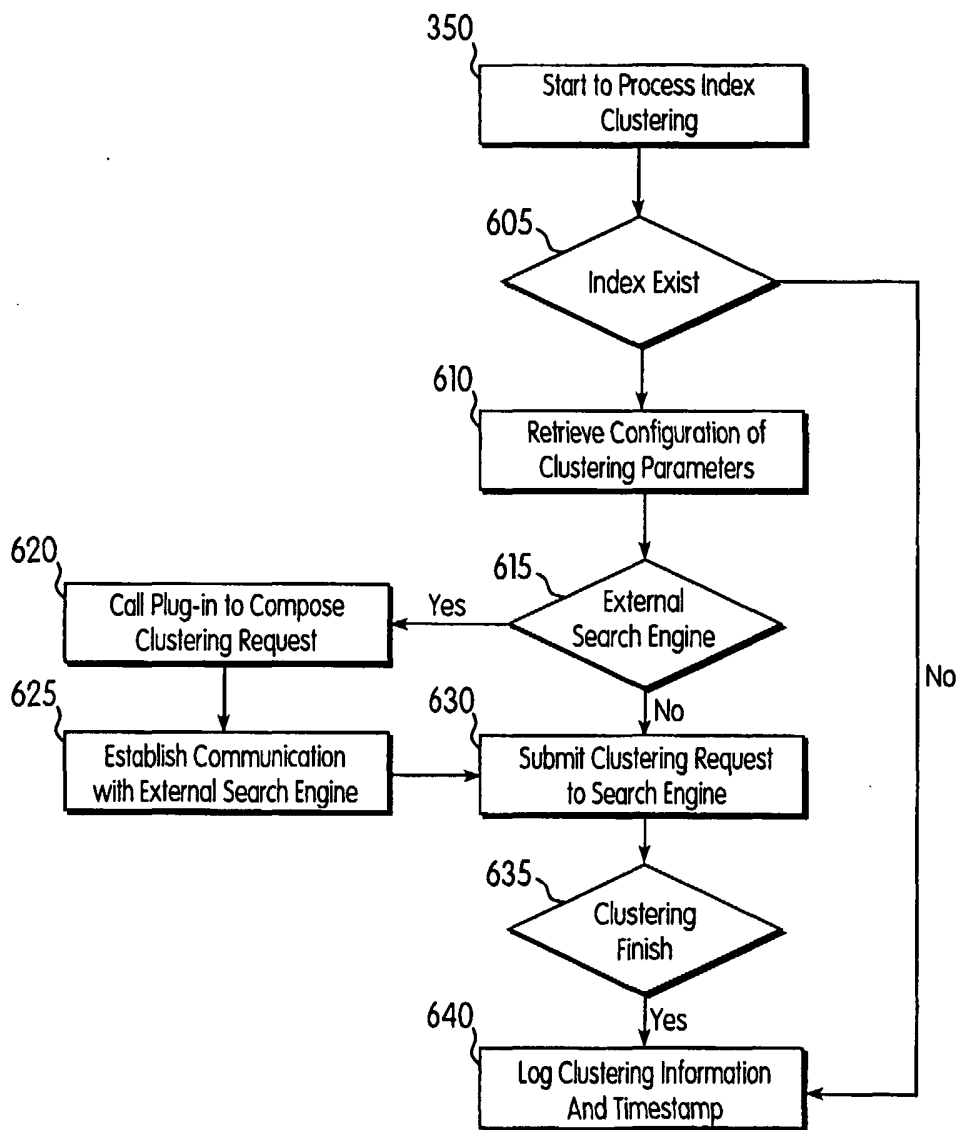 350
Start to Process Index
Clustering
605
Index Exist
610
Retrieve Configuration of
Clustering Parameters
620
Call Plug-in to Compose
Clustering Request
Yes
615
External
Search Engine
No
No
625
Establish Communication
with External Search Engine
630
Submit Clustering Request
to Search Engine
635
Clustering
Finish
Yes
640
Log Clustering Information
And Timestamp